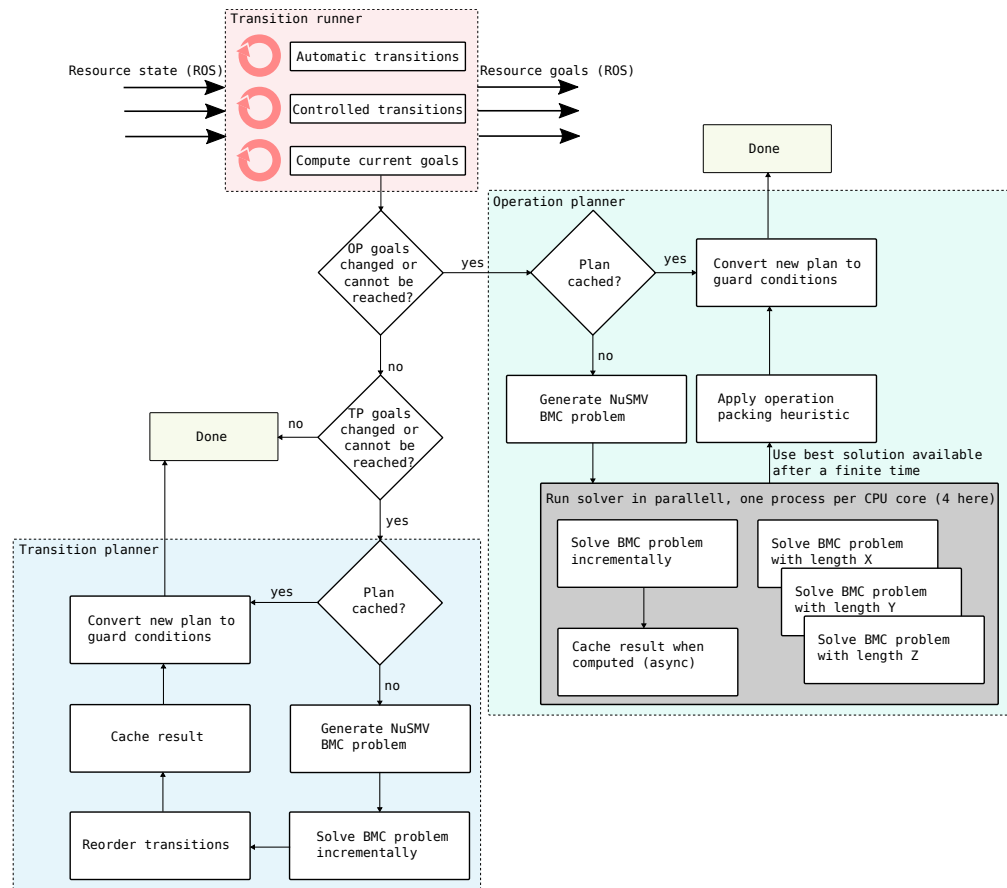 Transition runner
Automatic transitions
Resource state (ROS)
Resource goals (ROS)
Controlled transitions
Compute current goals
Done
Operation planner
OP goals
changed or
cannot be
reached?
yes
Plan
cached?
yes
Convert new plan to
guard conditions
no
no
Generate NuSMV
BMC problem
Apply operation
packing heuristic
TP goals
changed or
cannot be
reached?
no
Done
Use best solution available
after a finite time
Run solver in parallell, one process per CPU core (4 here)
Solve BMC problem
incrementally
Solve BMC problem
with length X
Solve BMC problem
with length Y
Solve BMC problem
with length Z
Cache result when
computed (async)
yes
Transition planner
Plan
cached?
yes
Convert new plan to
guard conditions
no
Generate NuSMV
BMC problem
Cache result
Solve BMC problem
incrementally
Reorder transitions